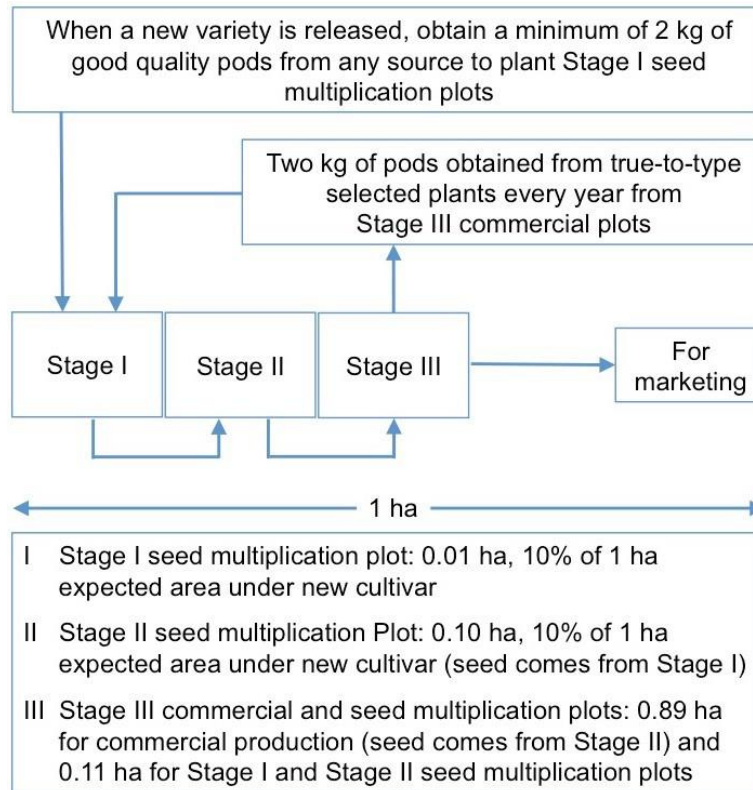 When a new variety is released, obtain a minimum of 2 kg of
good quality pods from any source to plant Stage I seed
multiplication plots
Two kg of pods obtained from true-to-type
selected plants every year from
Stage III commercial plots
Stage I
Stage II
Stage III
For
marketing
1 ha
I Stage I seed multiplication plot: 0.01 ha, 10% of 1 ha
expected area under new cultivar
II Stage II seed multiplication Plot: 0.10 ha, 10% of 1 ha
expected area under new cultivar (seed comes from Stage I)
III Stage III commercial and seed multiplication plots: 0.89 ha
for commercial production (seed comes from Stage II) and
0.11 ha for Stage I and Stage II seed multiplication plots